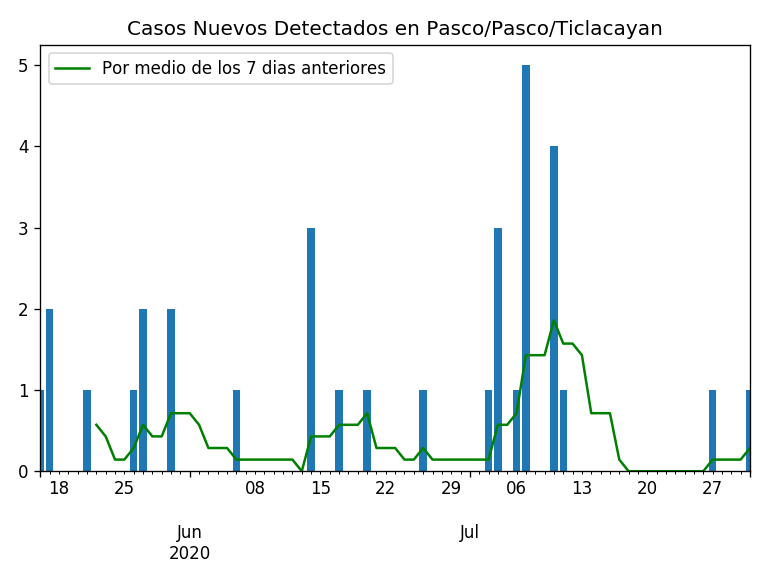 Casos Nuevos Detectados en Pasco/Pasco/Ticlacayan
Por medio de los 7 dias anteriores
5
4
3
2
1
0
18 25 08 15 22 29 06 13 20 27
Jun Jul
2020